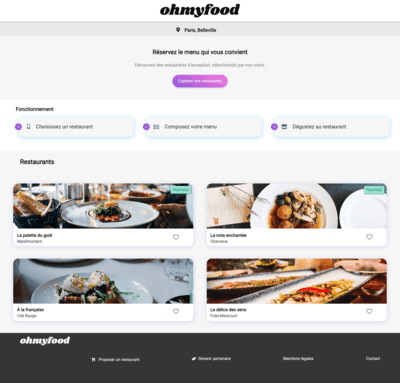 ohmyfood
Paris, Belleville
Réservez le menu qui vous convient
Découvrez des restaurants d'exception, sélectionnés par nos soins.
Explorer nos restaurants
Fonctionnement
1 Choisissez un restaurant
2 Composez votre menu
3 Dégustez au restaurant
Restaurants
Nouveau
Nouveau
La palette du goût
Ménilmontant
La note enchantée
Charonne
À la française
Cité Rouge
Le délice des sens
Folie-Méricourt
ohmyfood
Proposer un restaurant
Devenir partenaire
Mentions légales
Contact